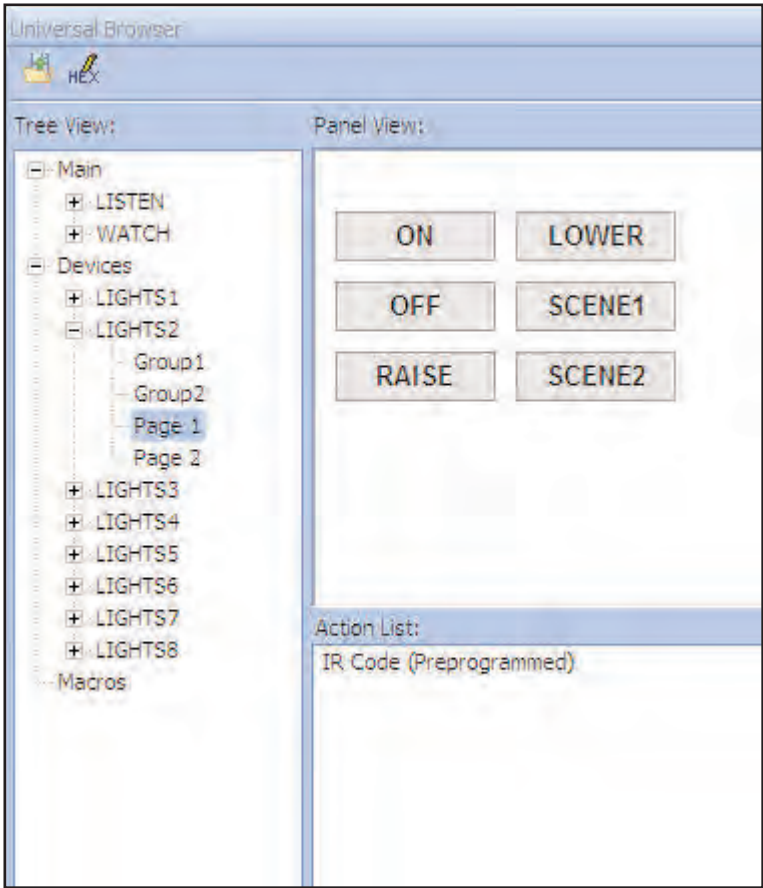 Universal Browser
HEX
Tree View:
Main
LISTEN
WATCH
Devices
LIGHTS1
LIGHTS2
Group1
Group2
Page 1
Page 2
LIGHTS3
LIGHTS4
LIGHTS5
LIGHTS6
LIGHTS7
LIGHTS8
Macros
Panel View:
ON LOWER
OFF SCENE1
RAISE SCENE2
Action List:
IR Code (Preprogrammed)